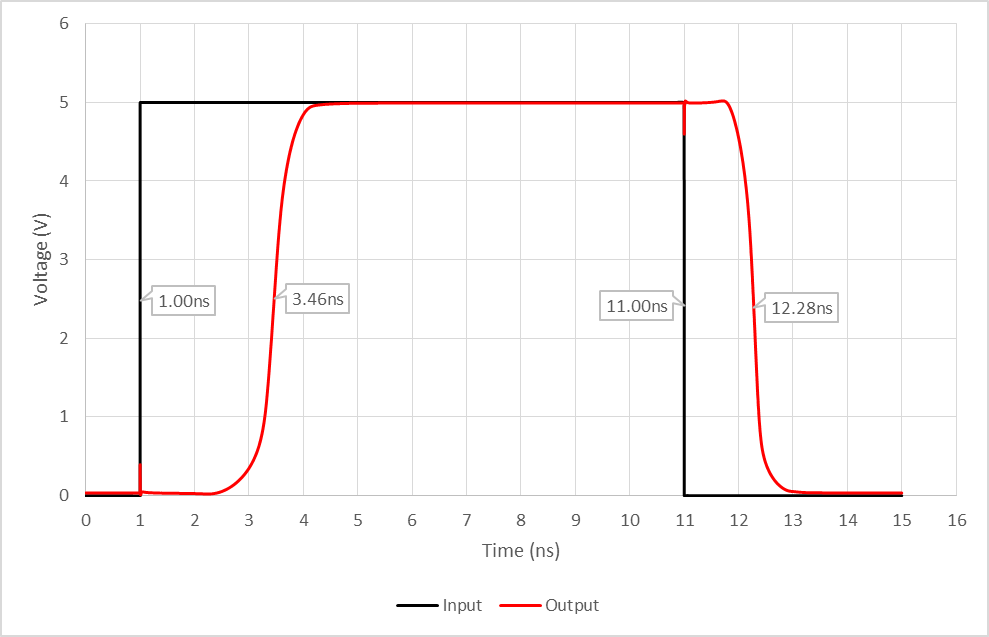 6
5
4
3
2
1
0
Voltage (V)
1.00ns
3.46ns
11.00ns
12.28ns
0 1 2 3 4 5 6 7 8 9 10 11 12 13 14 15 16
Time (ns)
Input Output